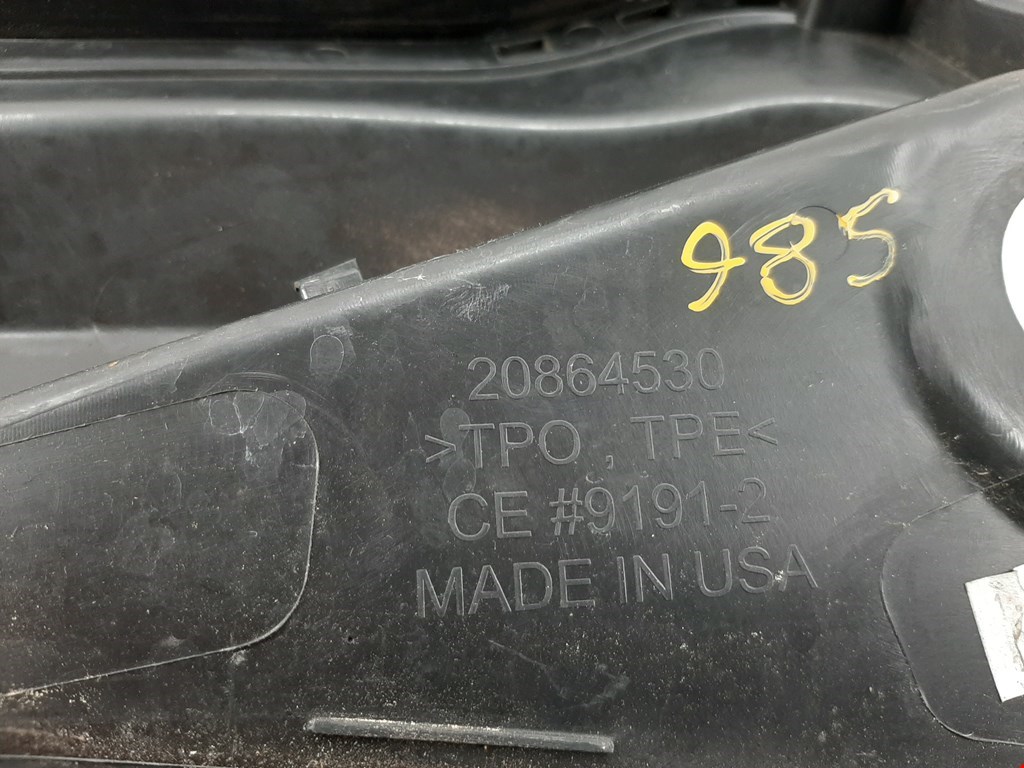 985
20864530
>TPO , TPE<
CE #9191-2
MADE IN USA